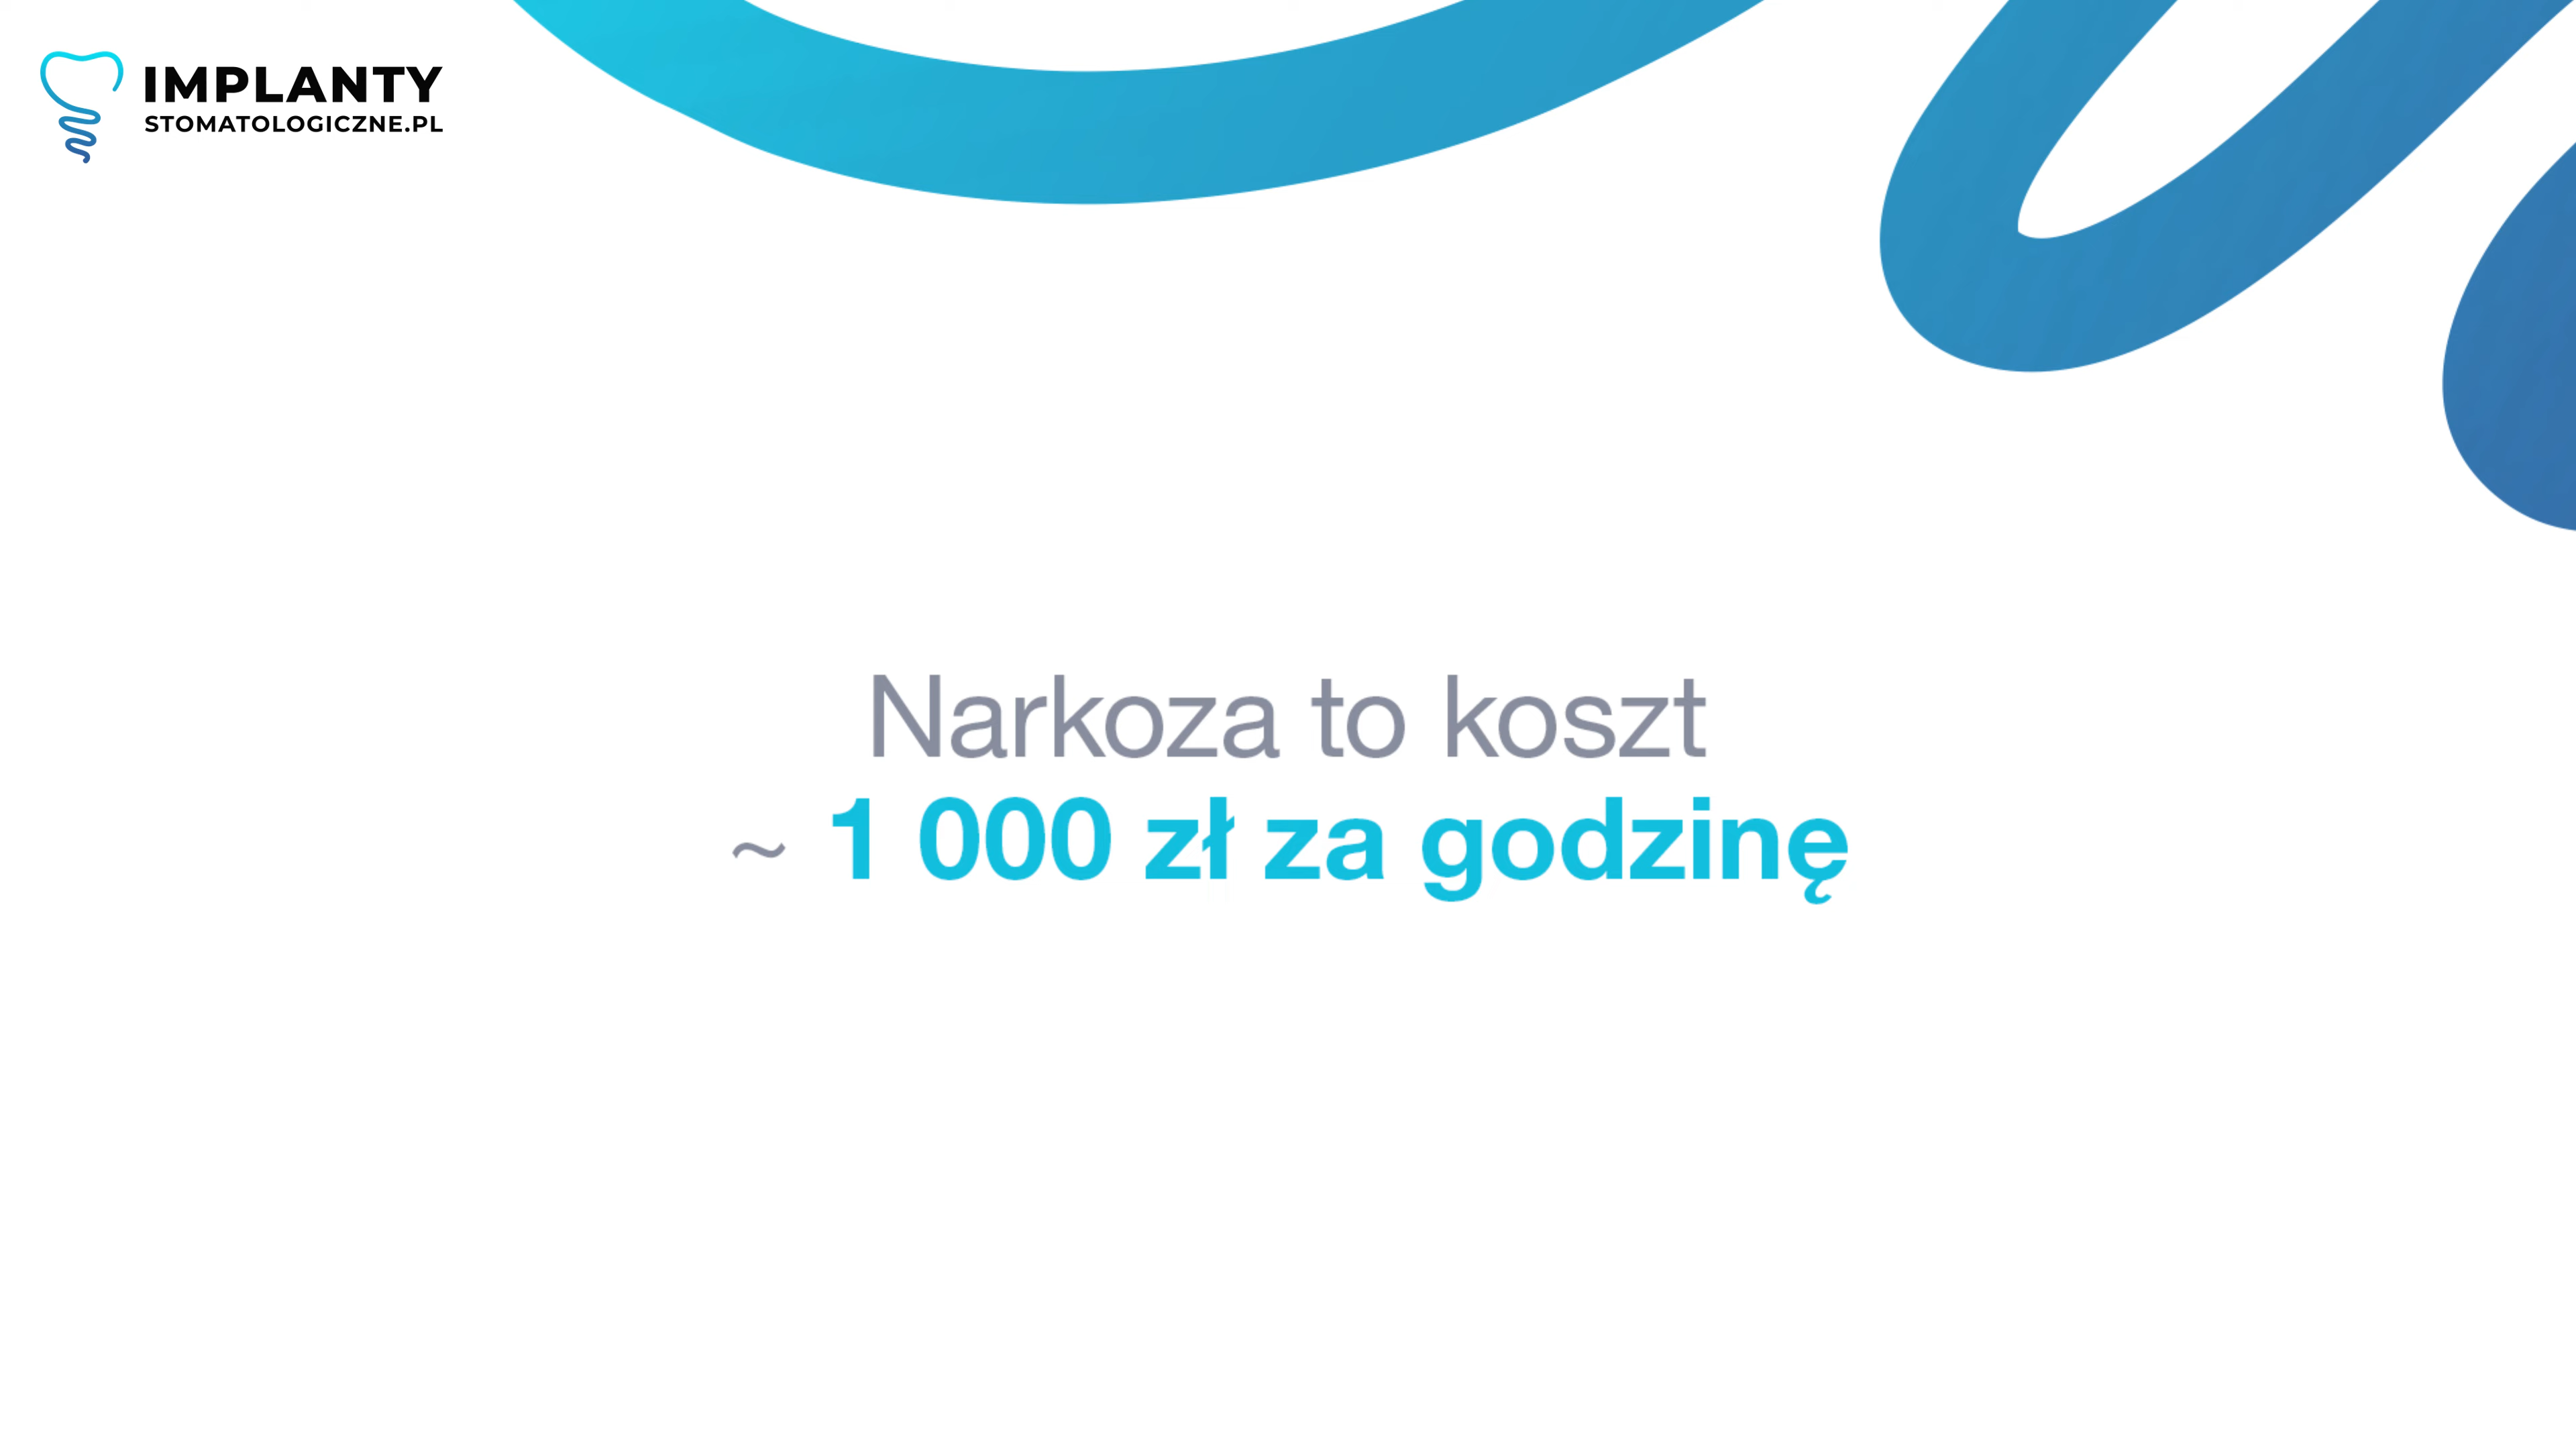 IMPLANTY
STOMATOLOGICZNE.PL
Narkoza to koszt
~ 1 000 zł za godzinę